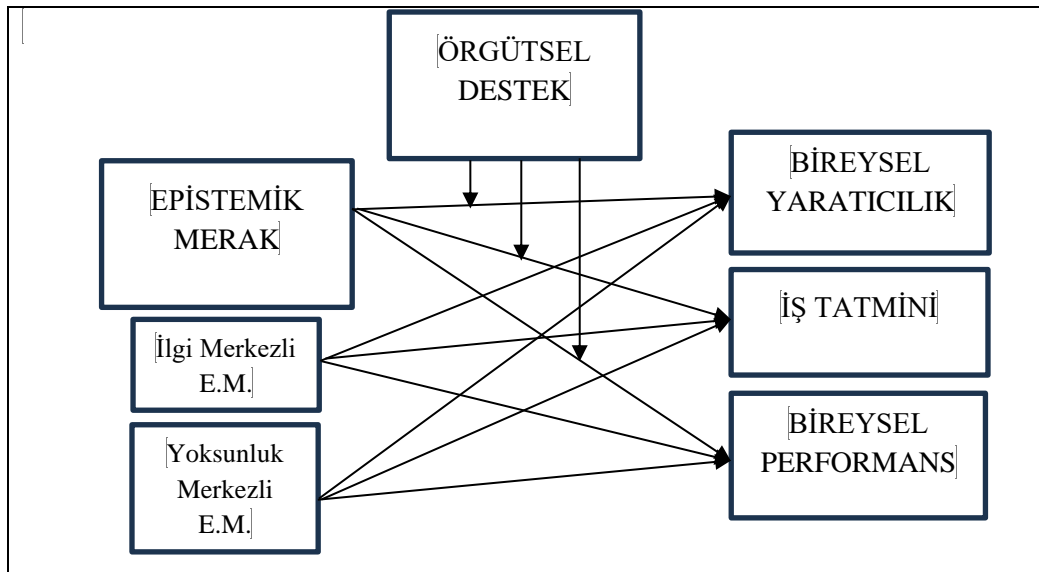 ÖRGÜTSEL
DESTEK
EPİSTEMİK
MERAK
İlgi Merkezli
E.M.
Yoksunluk
Merkezli
E.M.
BİREYSEL
YARATICILIK
İŞ TATMİNİ
BİREYSEL
PERFORMANS